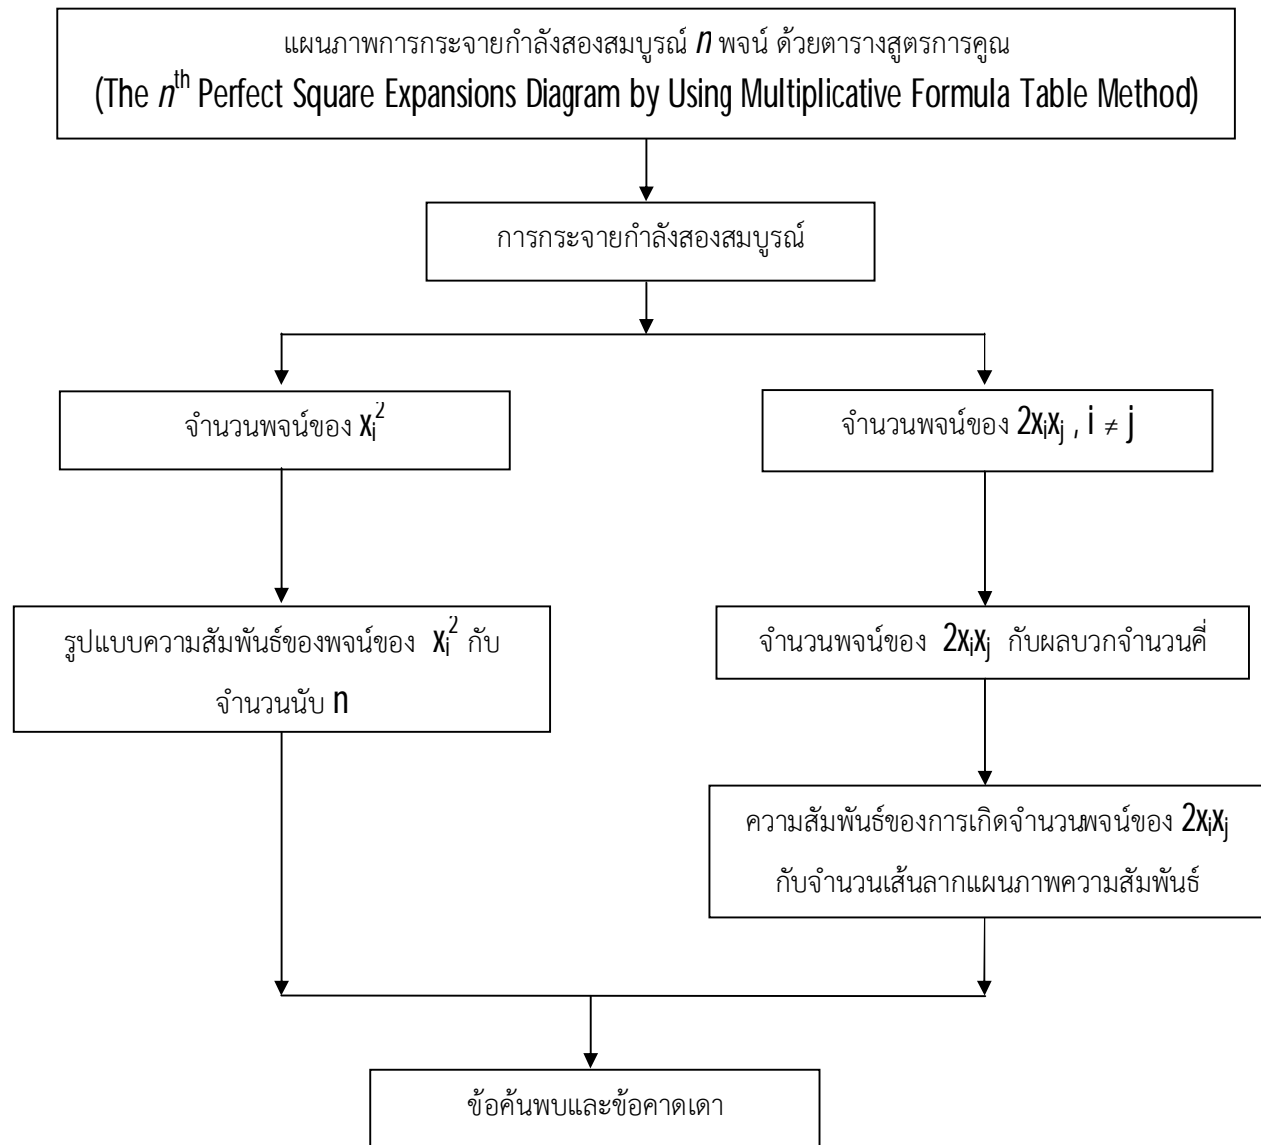 แผนภาพการกระจายกำลังสองสมบูรณ์ n พจน์ ด้วยตารางสูตรการคูณ
(The nth Perfect Square Expansions Diagram by Using Multiplicative Formula Table Method)
การกระจายกำลังสองสมบูรณ์
จำนวนพจน์ของ xᵢ²
จำนวนพจน์ของ 2xᵢxⱼ , i ≠ j
รูปแบบความสัมพันธ์ของพจน์ของ xᵢ² กับ
จำนวนนับ n
จำนวนพจน์ของ 2xᵢxⱼ กับผลบวกจำนวนคี่
ความสัมพันธ์ของการเกิดจำนวนพจน์ของ 2xᵢxⱼ
กับจำนวนเส้นลากแผนภาพความสัมพันธ์
ข้อค้นพบและข้อคาดเดา